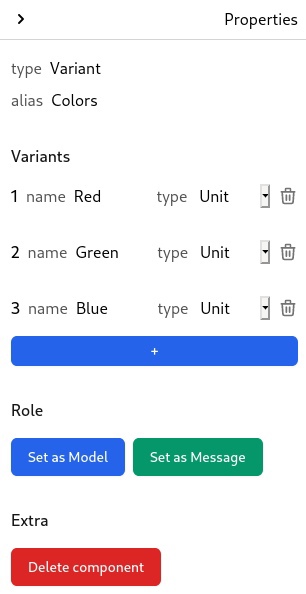 Properties
type Variant
alias Colors
Variants
1 name Red type Unit
2 name Green type Unit
3 name Blue type Unit
+
Role
Set as Model Set as Message
Extra
Delete component